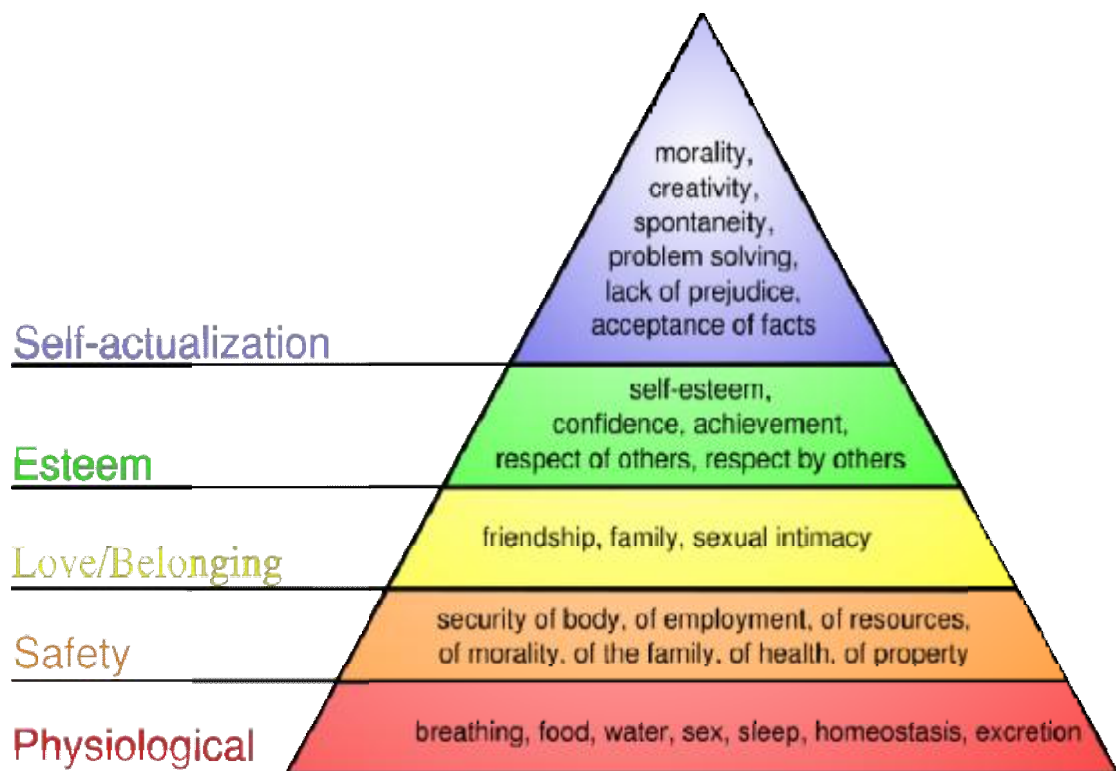 morality,
creativity,
spontaneity,
problem solving,
lack of prejudice,
acceptance of facts
Self-actualization
self-esteem,
confidence, achievement,
respect of others, respect by others
Esteem
friendship, family, sexual intimacy
Love/Belonging
security of body, of employment, of resources,
of morality, of the family, of health, of property
Safety
breathing, food, water, sex, sleep, homeostasis, excretion
Physiological